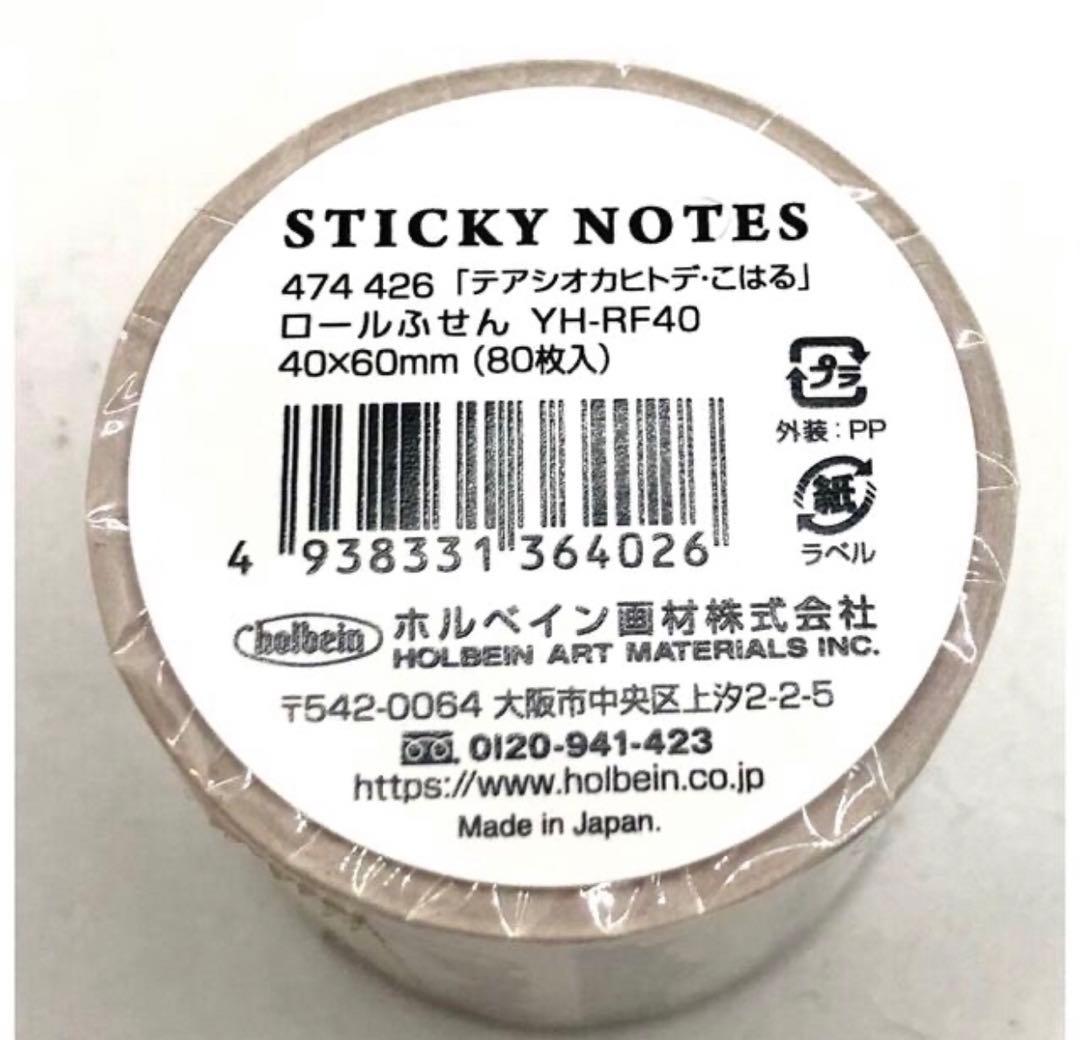 STICKY NOTES
474 426「テアシオカヒトデ・こはる」
ロールふせん YH-RF40
40×60mm（80枚入）
プラ
外装：PP
紙
ラベル
4 938331 364026
holbein ホルベイン画材株式会社
HOLBEIN ART MATERIALS INC.
〒542-0064 大阪市中央区上汐2-2-5
0120-941-423
https://www.holbein.co.jp
Made in Japan.